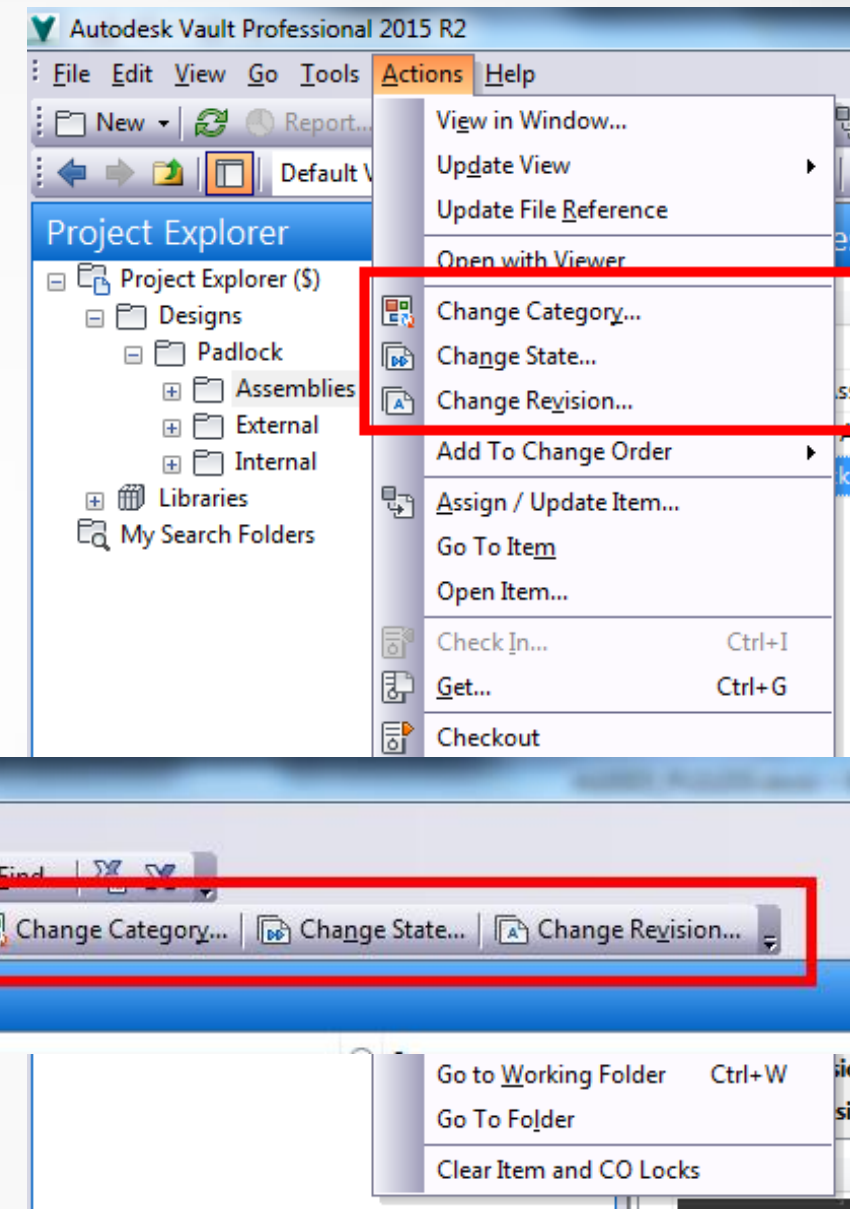 Autodesk Vault Professional 2015 R2
File Edit View Go Tools Actions Help
New Report...
Default
Project Explorer
Project Explorer ($)
Designs
Padlock
Assemblies
External
Internal
Libraries
My Search Folders
View in Window...
Update View
Update File Reference
Open with Viewer
Change Category...
Change State...
Change Revision...
Add To Change Order
Assign / Update Item...
Go To Item
Open Item...
Check In... Ctrl+I
Get... Ctrl+G
Checkout
Find...
Change Category... Change State... Change Revision...
Go to Working Folder Ctrl+W
Go To Folder
Clear Item and CO Locks